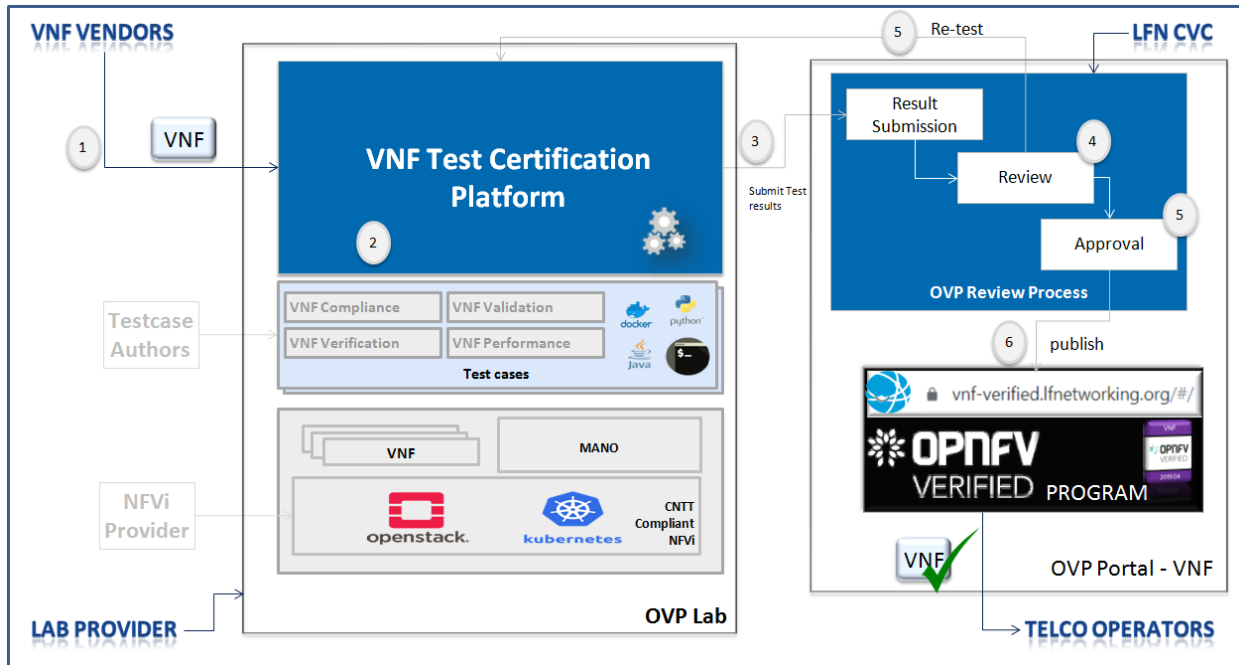 VNF VENDORS
5
Re-test
LFN CVC
1
VNF
VNF Test Certification
Platform
2
3
Submit Test
results
Result
Submission
4
Review
5
Approval
OVP Review Process
Testcase
Authors
VNF Compliance
VNF Validation
VNF Verification
VNF Performance
docker
python
Java
$_
Test cases
6
publish
vnf-verified.lfnetworking.org/#/
OPNFV
VERIFIED
PROGRAM
VNF
OPNFV
VERIFIED
NFVi
Provider
VNF
MANO
openstack.
kubernetes
CNTT
Compliant
NFVi
VNF
OVP Portal - VNF
OVP Lab
LAB PROVIDER
TELCO OPERATORS